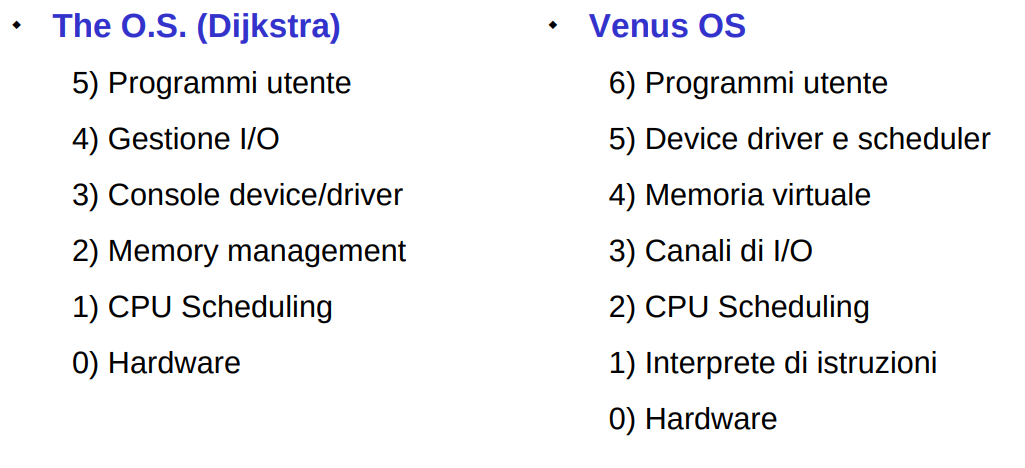 The O.S. (Dijkstra)
5) Programmi utente
4) Gestione I/O
3) Console device/driver
2) Memory management
1) CPU Scheduling
0) Hardware
Venus OS
6) Programmi utente
5) Device driver e scheduler
4) Memoria virtuale
3) Canali di I/O
2) CPU Scheduling
1) Interprete di istruzioni
0) Hardware